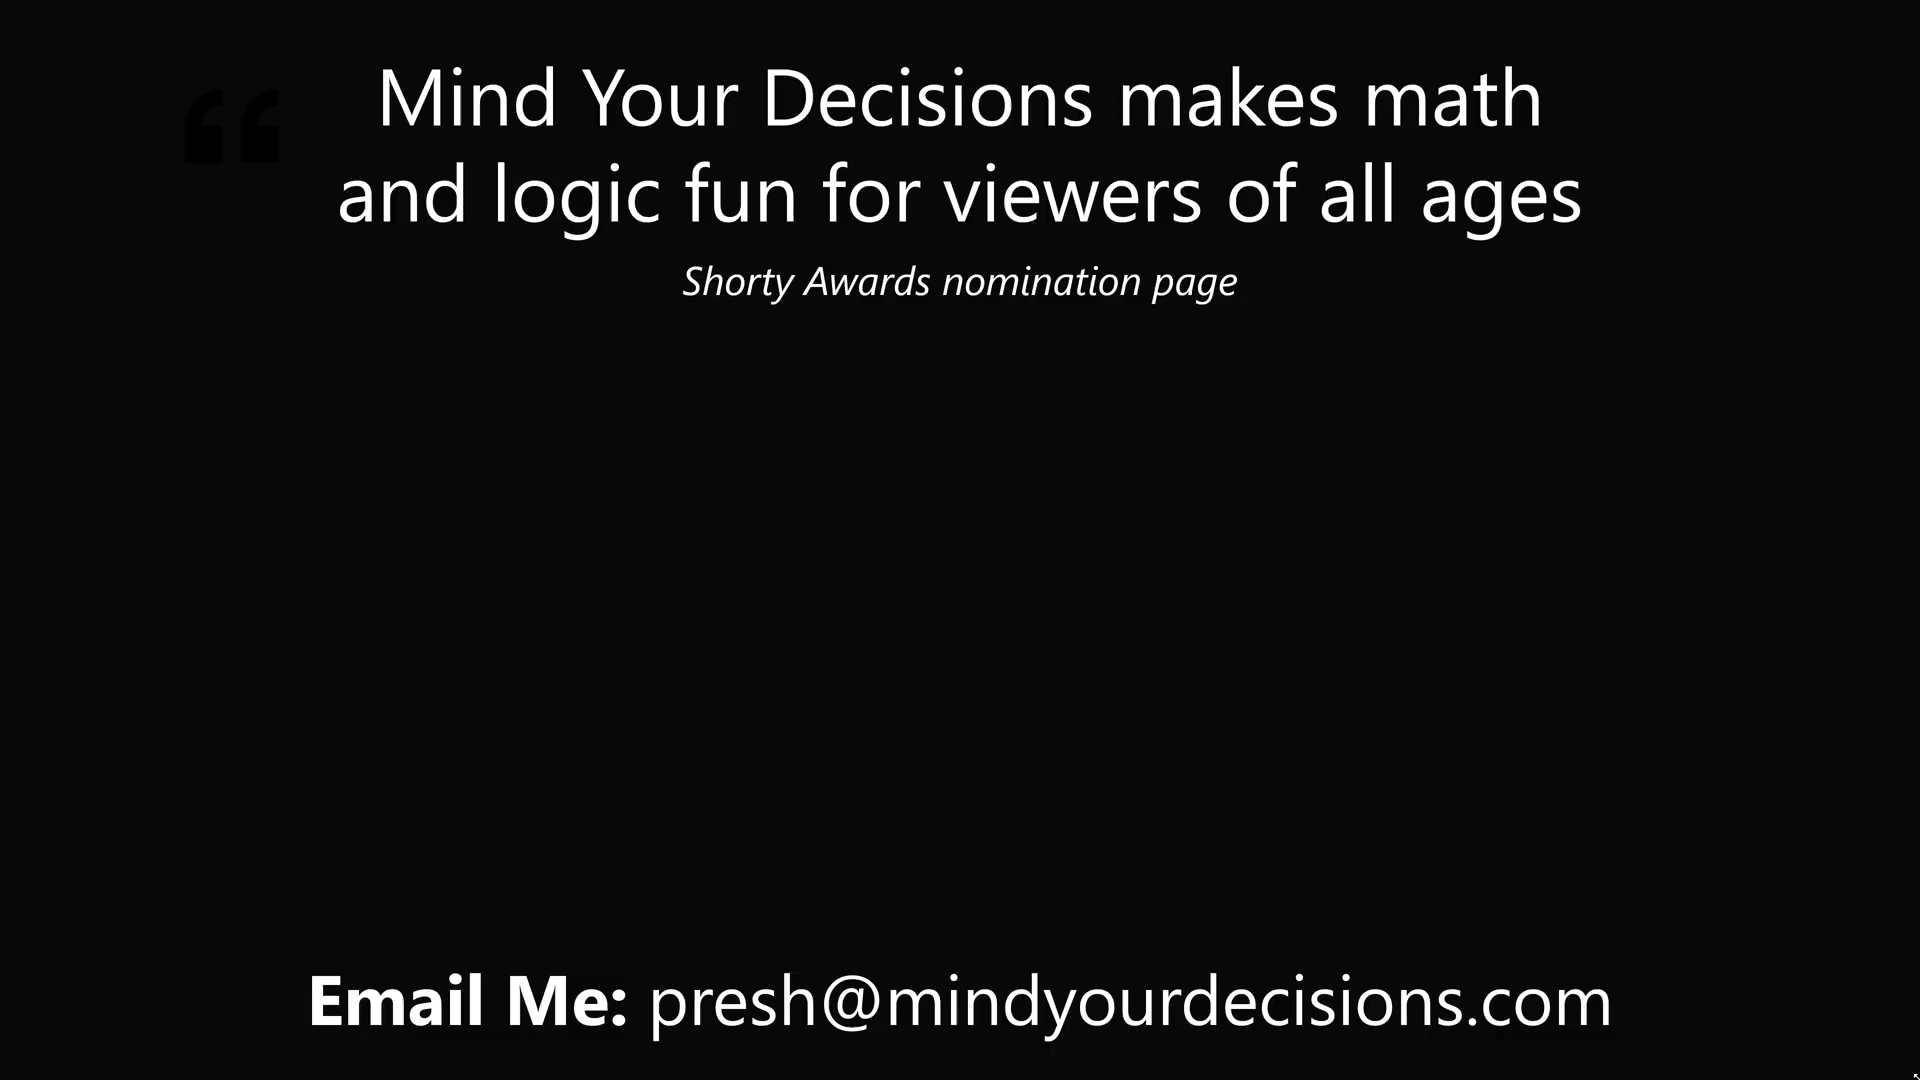 “
Mind Your Decisions makes math
and logic fun for viewers of all ages
Shorty Awards nomination page
Email Me: presh@mindyourdecisions.com